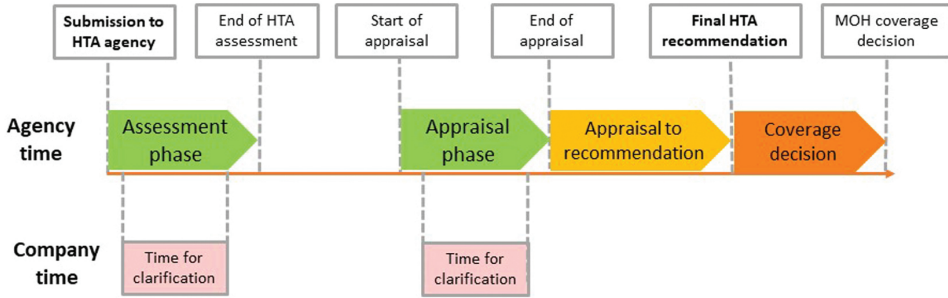 Submission to
HTA agency
End of HTA
assessment
Start of
appraisal
End of
appraisal
Final HTA
recommendation
MOH coverage
decision
Agency
time
Assessment
phase
Appraisal
phase
Appraisal to
recommendation
Coverage
decision
Company
time
Time for
clarification
Time for
clarification